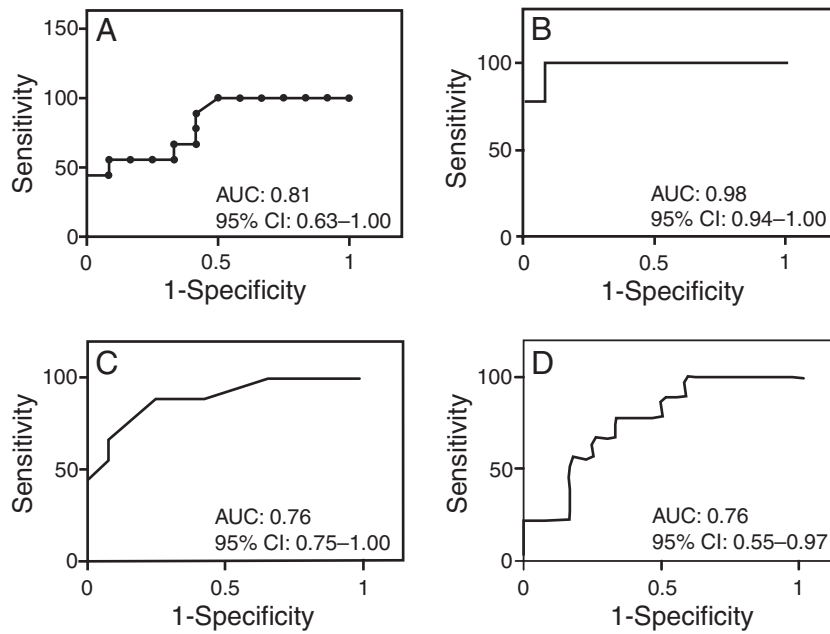 A
150
100
50
0
Sensitivity
AUC: 0.81
95% CI: 0.63–1.00
0 0.5 1
1-Specificity
B
100
50
0
Sensitivity
AUC: 0.98
95% CI: 0.94–1.00
0 0.5 1
1-Specificity
C
100
50
0
Sensitivity
AUC: 0.76
95% CI: 0.75–1.00
0 0.5 1
1-Specificity
D
100
50
0
Sensitivity
AUC: 0.76
95% CI: 0.55–0.97
0 0.5 1
1-Specificity